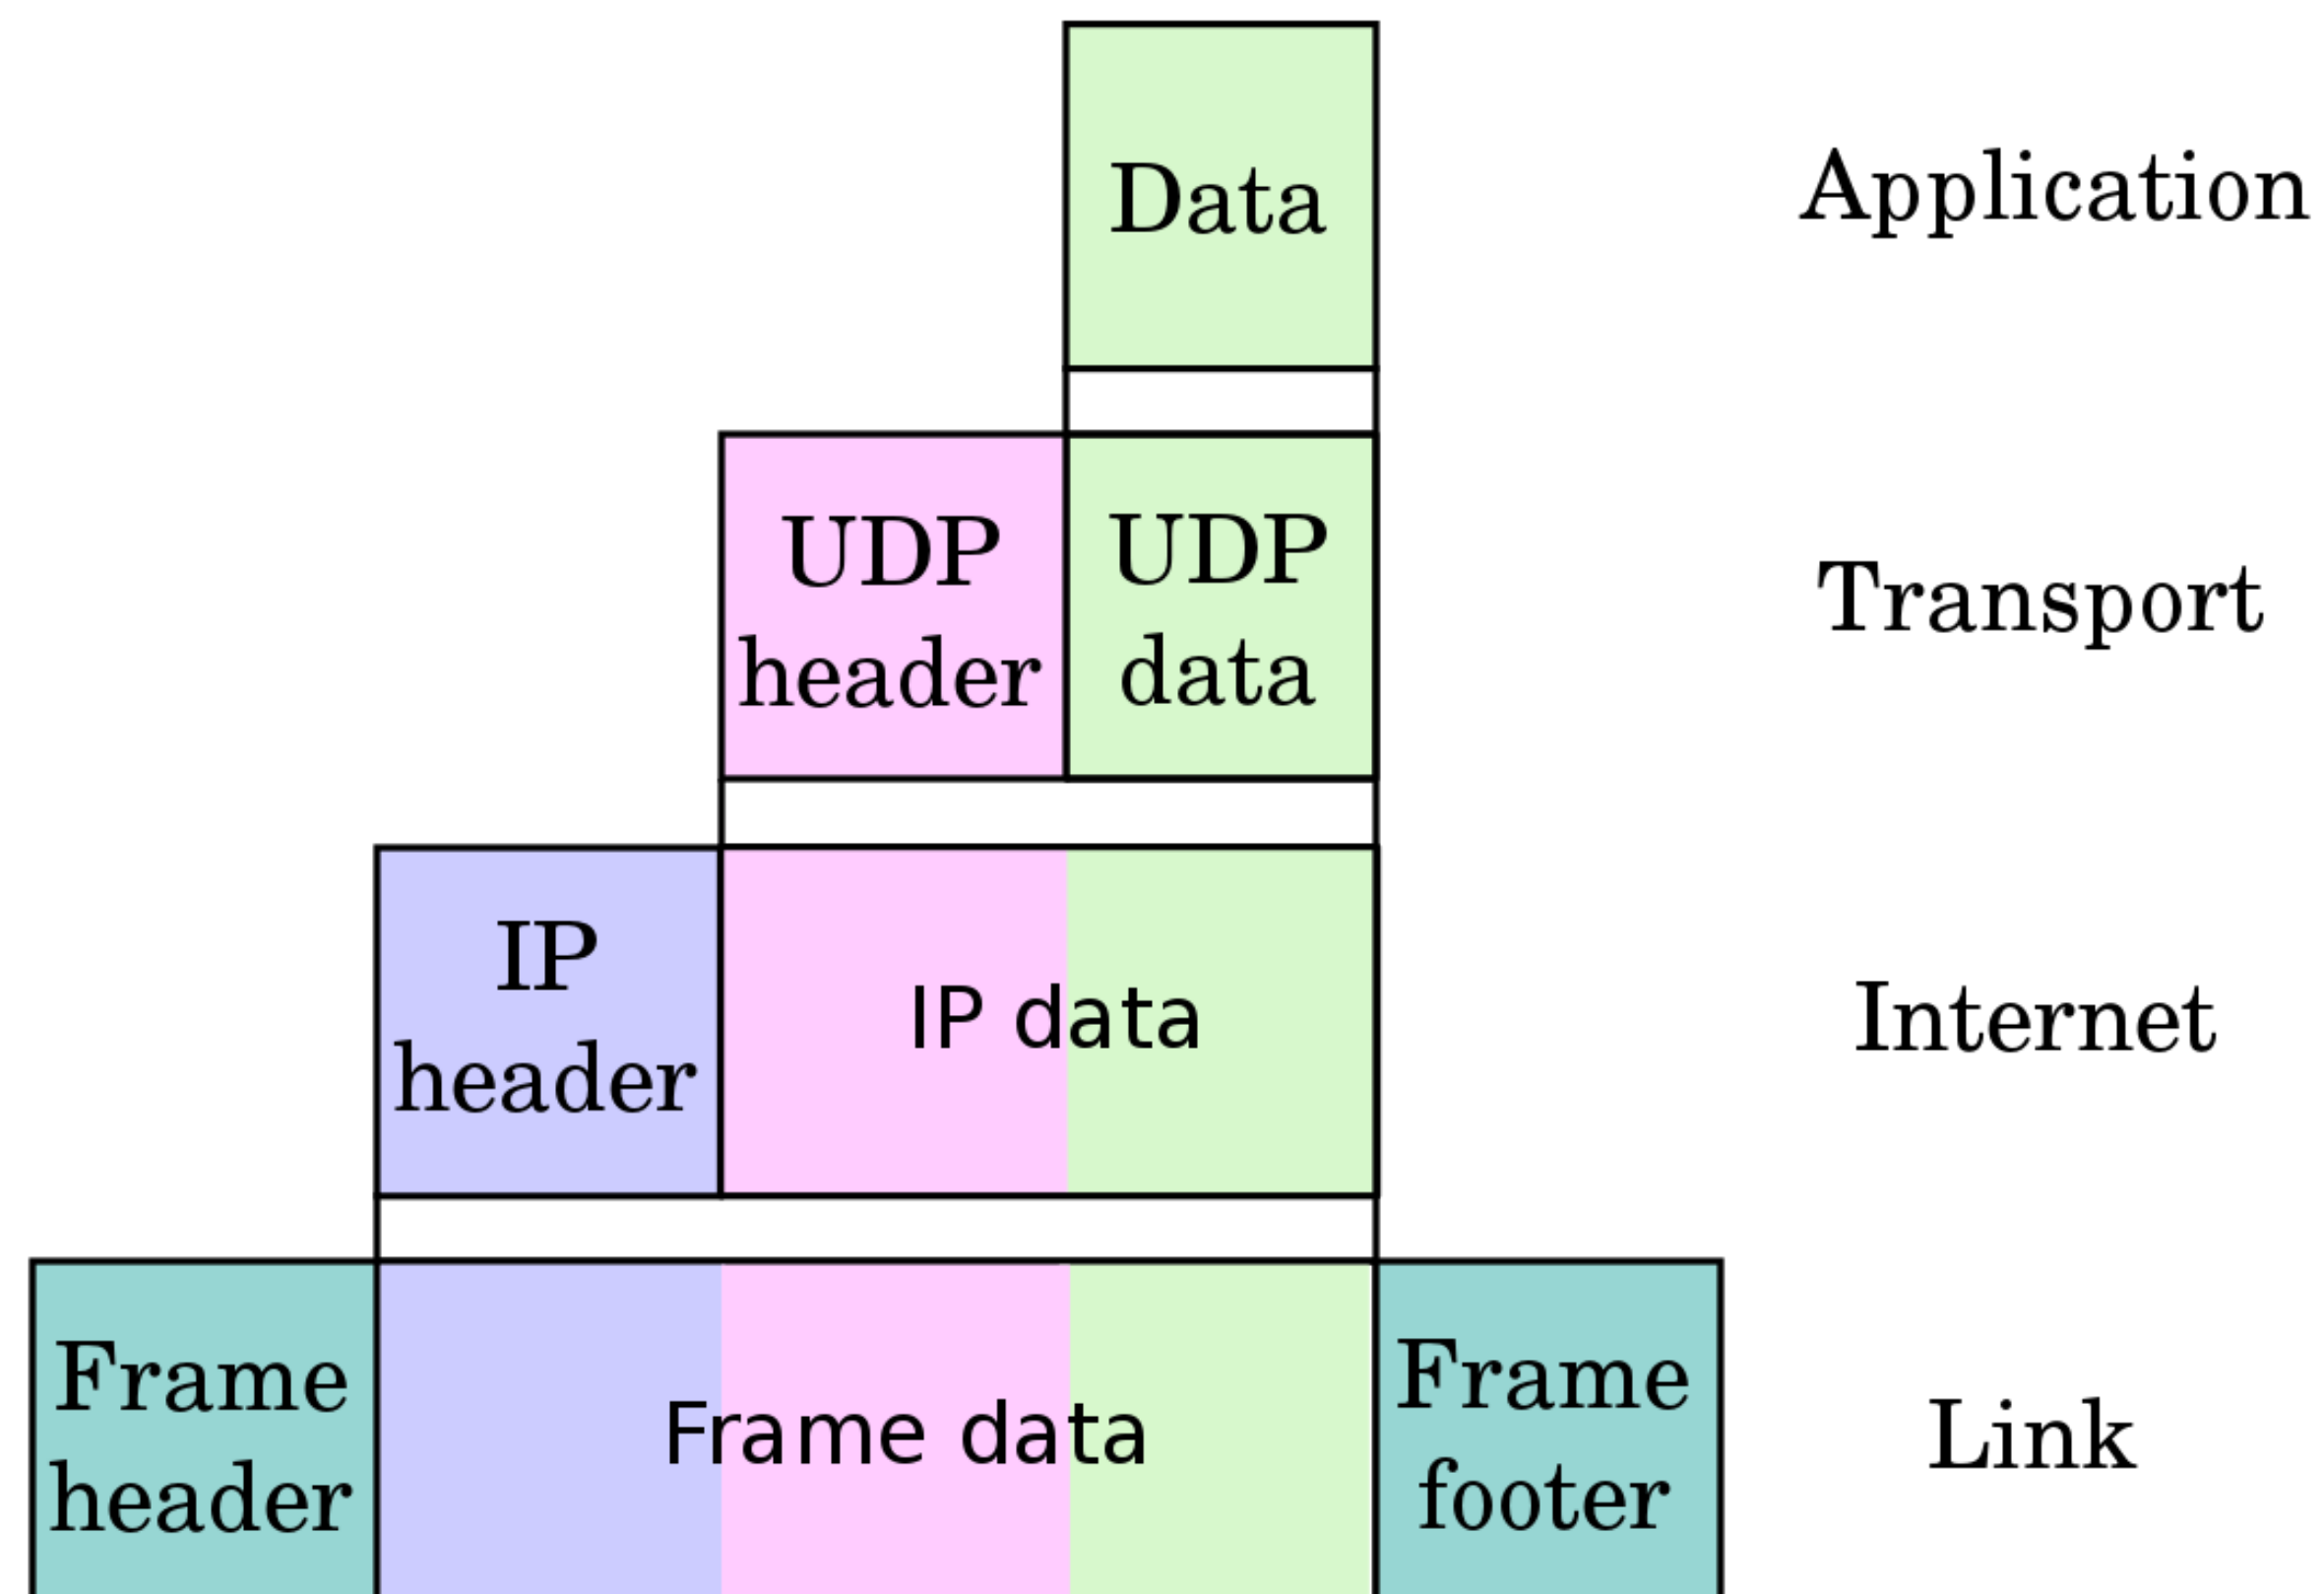 Data
Application
UDP
header
UDP
data
Transport
IP
header
IP data
Internet
Frame
header
Frame data
Frame
footer
Link